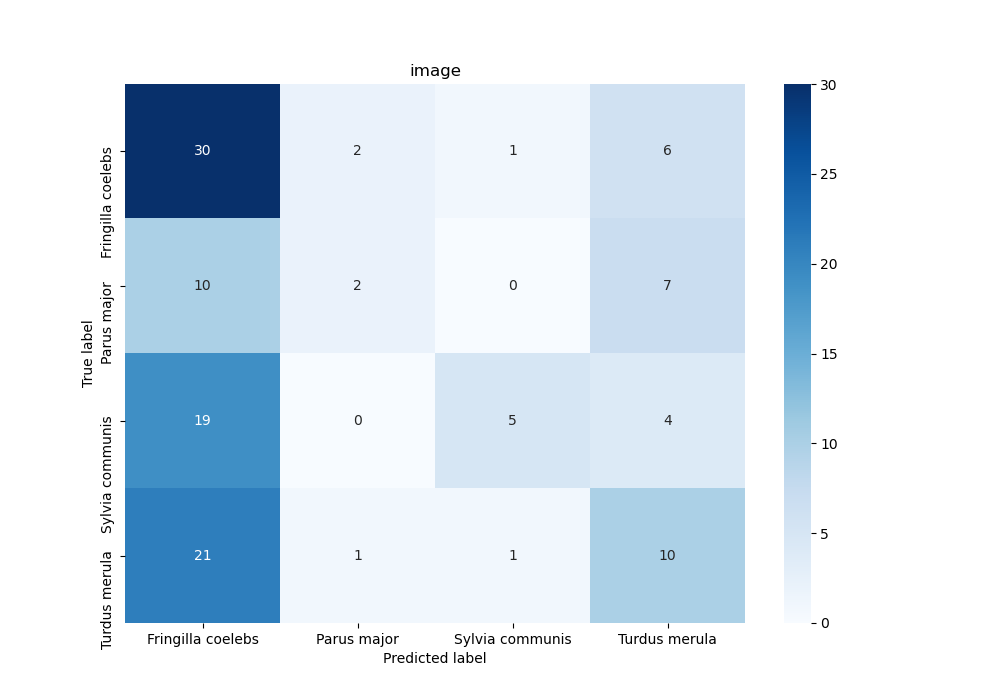 image
True label
Fringilla coelebs
30 2 1 6
Parus major
10 2 0 7
Sylvia communis
19 0 5 4
Turdus merula
21 1 1 10
Fringilla coelebs Parus major Sylvia communis Turdus merula
Predicted label
30
25
20
15
10
5
0